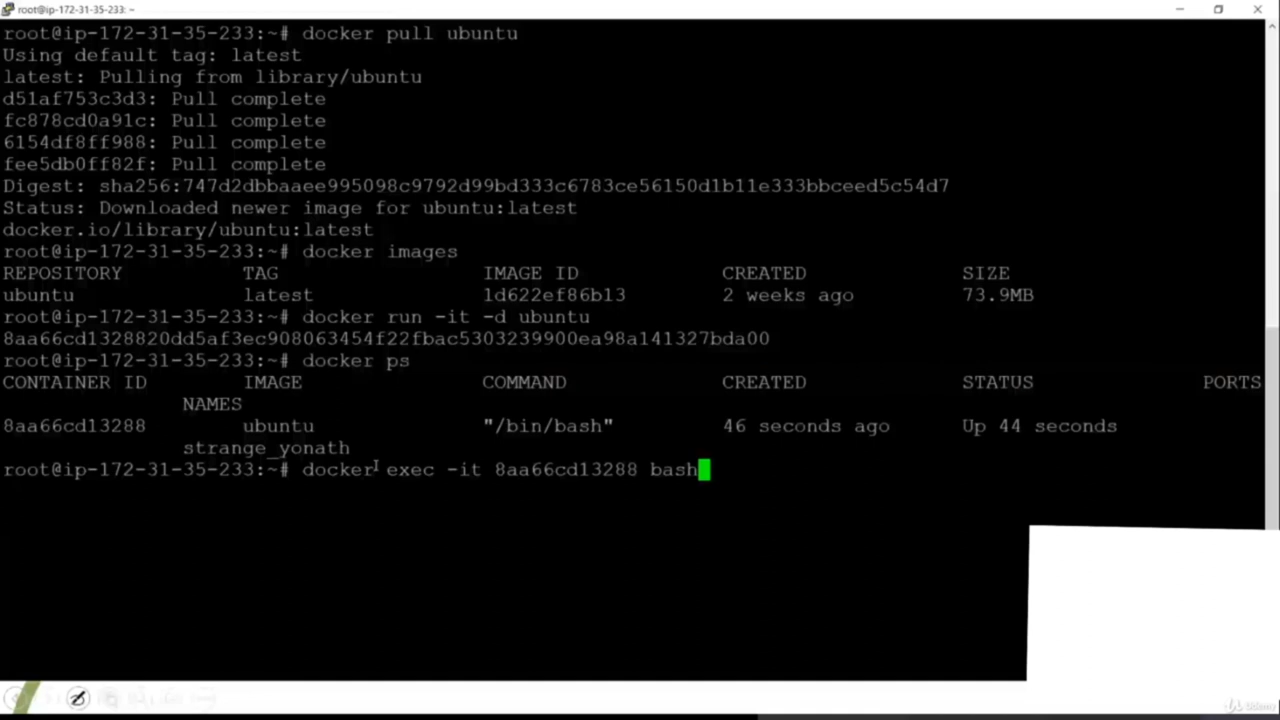 root@ip-172-31-35-233: ~
root@ip-172-31-35-233:~# docker pull ubuntu
Using default tag: latest
latest: Pulling from library/ubuntu
d51af753c3d3: Pull complete
fc878cd0a91c: Pull complete
6154df8ff988: Pull complete
fee5db0ff82f: Pull complete
Digest: sha256:747d2dbbaaee995098c9792d99bd333c6783ce56150d1b11e333bbceed5c54d7
Status: Downloaded newer image for ubuntu:latest
docker.io/library/ubuntu:latest
root@ip-172-31-35-233:~# docker images
REPOSITORY TAG IMAGE ID CREATED SIZE
ubuntu latest 1d622ef86b13 2 weeks ago 73.9MB
root@ip-172-31-35-233:~# docker run -it -d ubuntu
8aa66cd1328820dd5af3ec908063454f22fbac5303239900ea98a141327bda00
root@ip-172-31-35-233:~# docker ps
CONTAINER ID IMAGE COMMAND CREATED STATUS PORTS
NAMES
8aa66cd13288 ubuntu "/bin/bash" 46 seconds ago Up 44 seconds
strange_yonath
root@ip-172-31-35-233:~# docker exec -it 8aa66cd13288 bash
Udemy